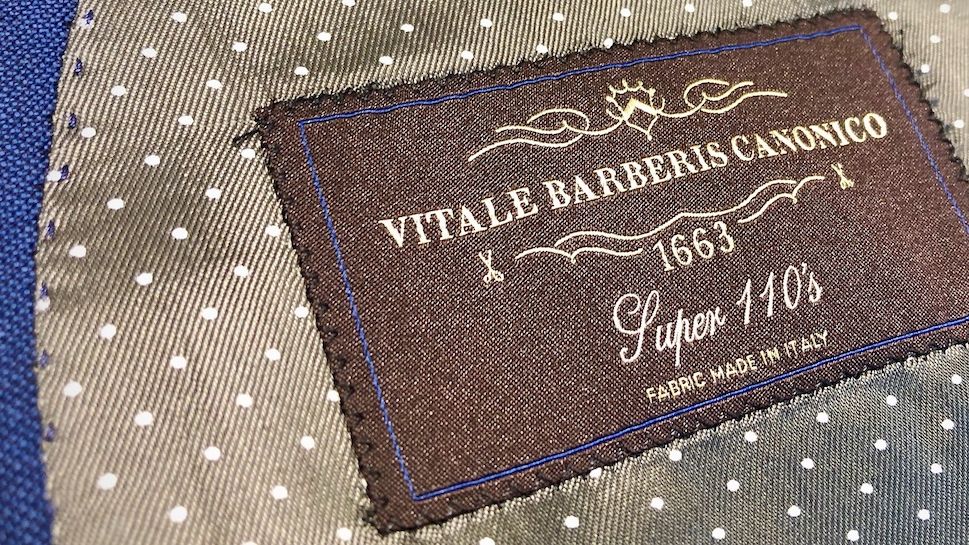 VITALE BARBERIS CANONICO
1663
Super 110's
FABRIC MADE IN ITALY